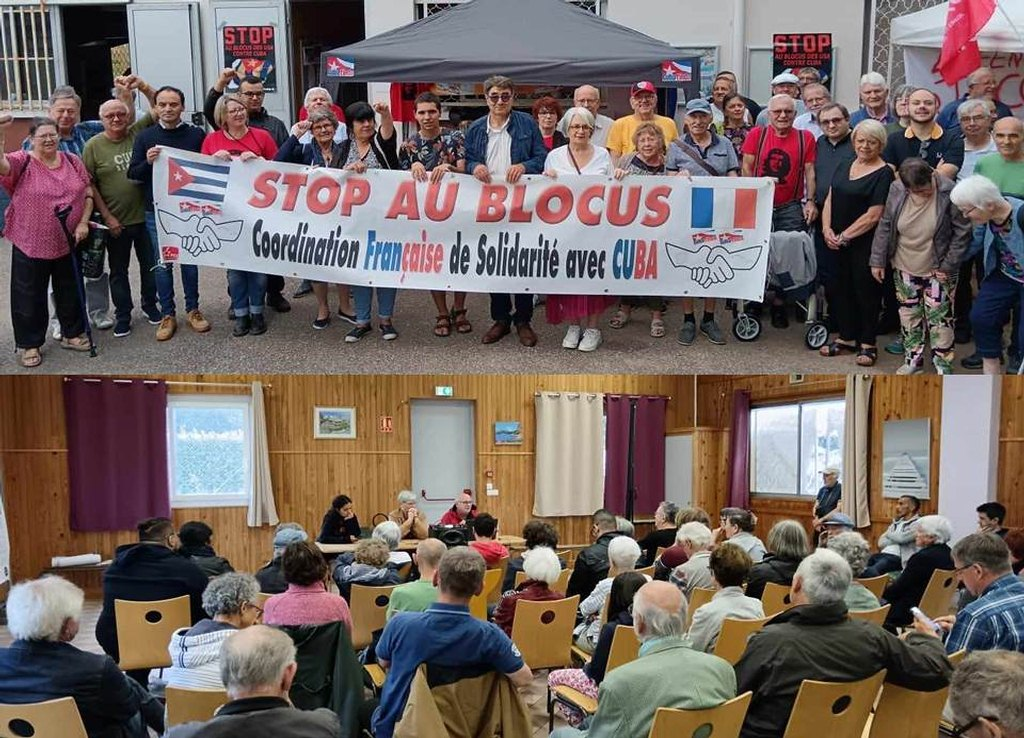 STOP
AU BLOCUS DES USA
CONTRE CUBA
STOP
AU BLOCUS DES USA
CONTRE CUBA
STOP AU BLOCUS
Coordination Française de Solidarité avec CUBA